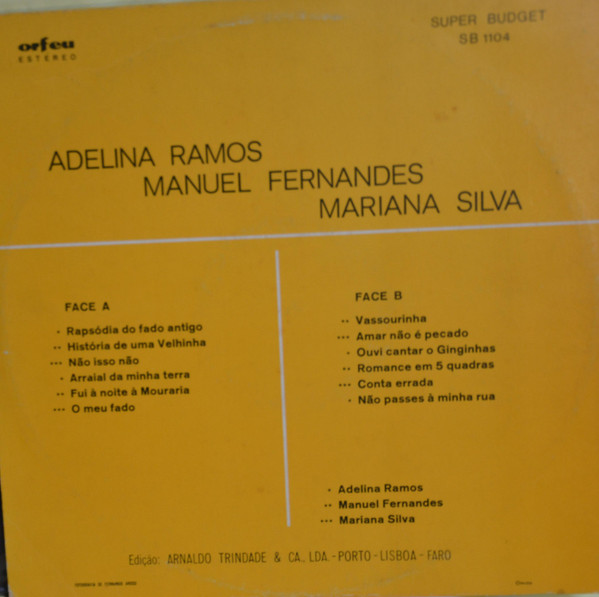 orfeu
ESTEREO
SUPER BUDGET
SB 1104
ADELINA RAMOS
MANUEL FERNANDES
MARIANA SILVA
FACE A
• Rapsódia do fado antigo
•• História de uma Velhinha
••• Não isso não
• Arraial da minha terra
•• Fui à noite à Mouraria
••• O meu fado
FACE B
•• Vassourinha
••• Amar não é pecado
• Ouvi cantar o Ginginhas
•• Romance em 5 quadras
••• Conta errada
• Não passes à minha rua
• Adelina Ramos
•• Manuel Fernandes
••• Mariana Silva
Edição: ARNALDO TRINDADE & CA., LDA. - PORTO - LISBOA - FARO